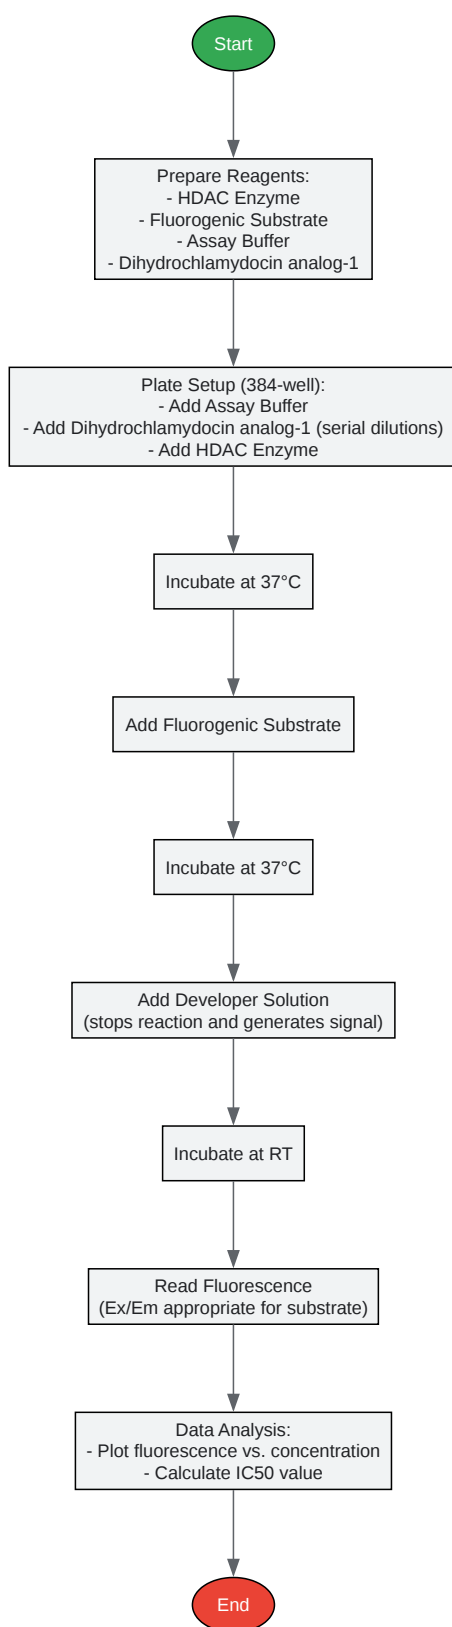 Start
Prepare Reagents:
- HDAC Enzyme
- Fluorogenic Substrate
- Assay Buffer
- Dihydrochlamydocin analog-1
Plate Setup (384-well):
- Add Assay Buffer
- Add Dihydrochlamydocin analog-1 (serial dilutions)
- Add HDAC Enzyme
Incubate at 37°C
Add Fluorogenic Substrate
Incubate at 37°C
Add Developer Solution
(stops reaction and generates signal)
Incubate at RT
Read Fluorescence
(Ex/Em appropriate for substrate)
Data Analysis:
- Plot fluorescence vs. concentration
- Calculate IC50 value
End